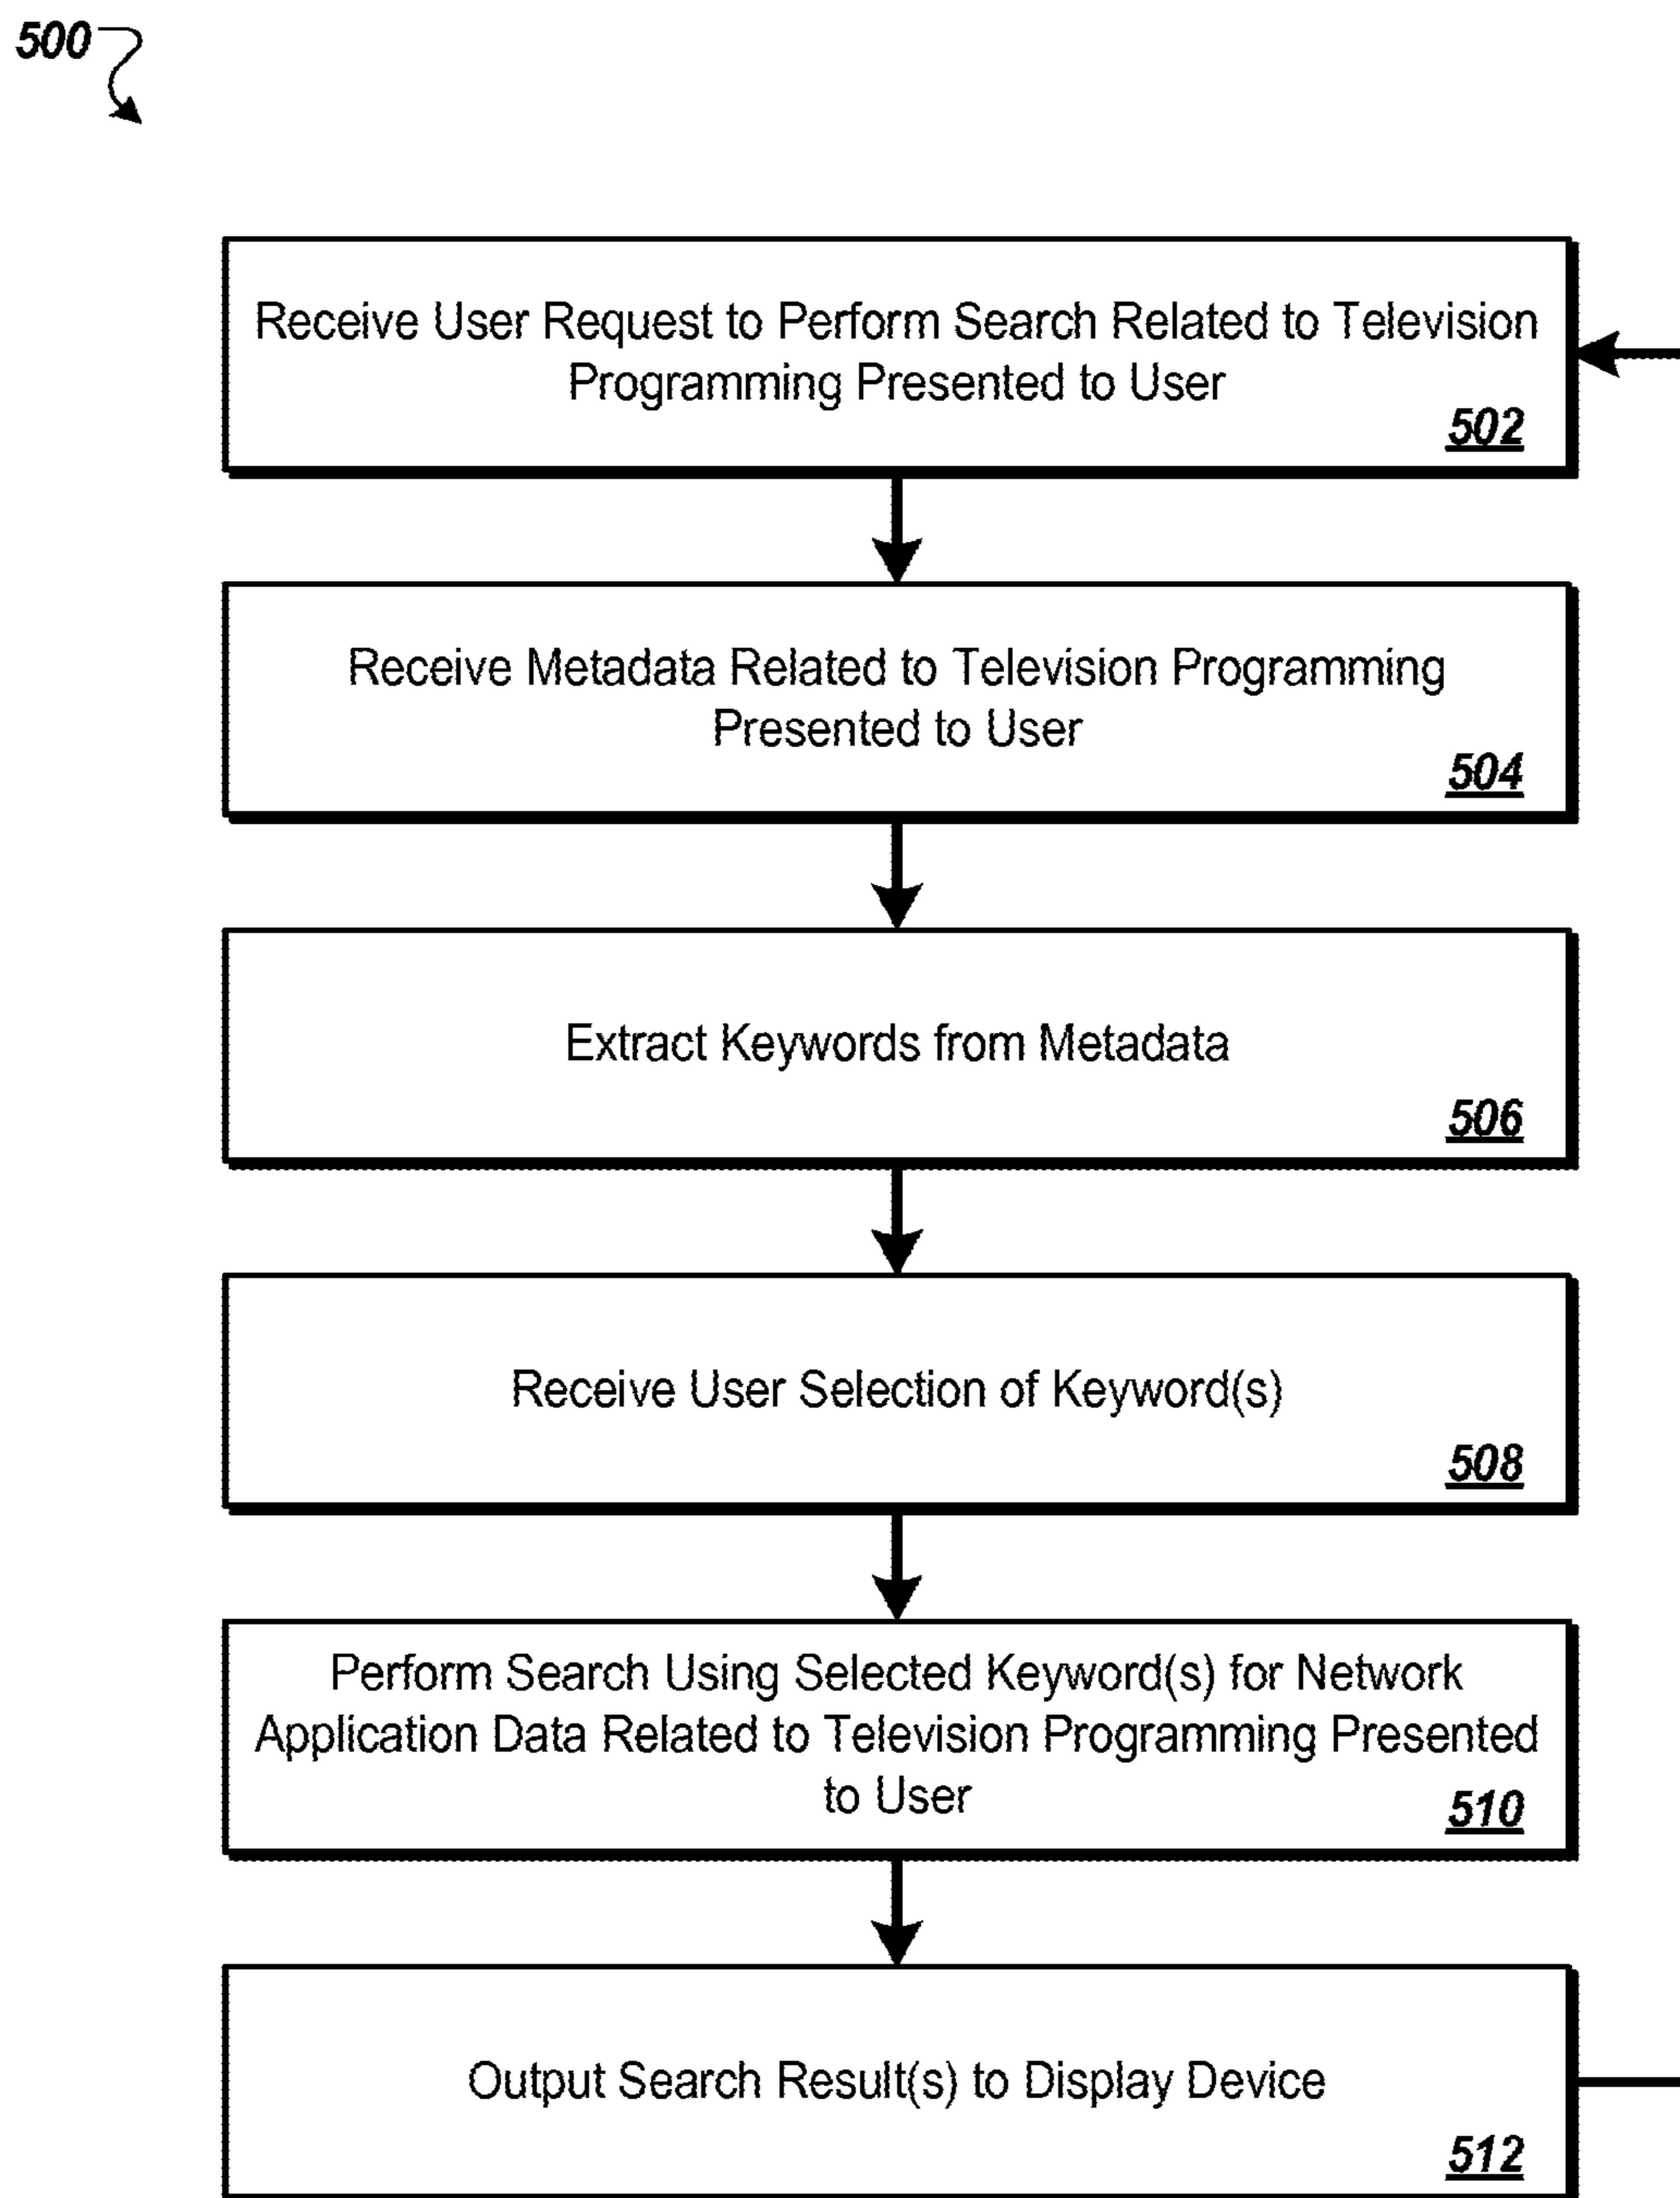 500
Receive User Request to Perform Search Related to Television
Programming Presented to User
502
Receive Metadata Related to Television Programming
Presented to User
504
Extract Keywords from Metadata
506
Receive User Selection of Keyword(s)
508
Perform Search Using Selected Keyword(s) for Network
Application Data Related to Television Programming Presented
to User
510
Output Search Result(s) to Display Device
512